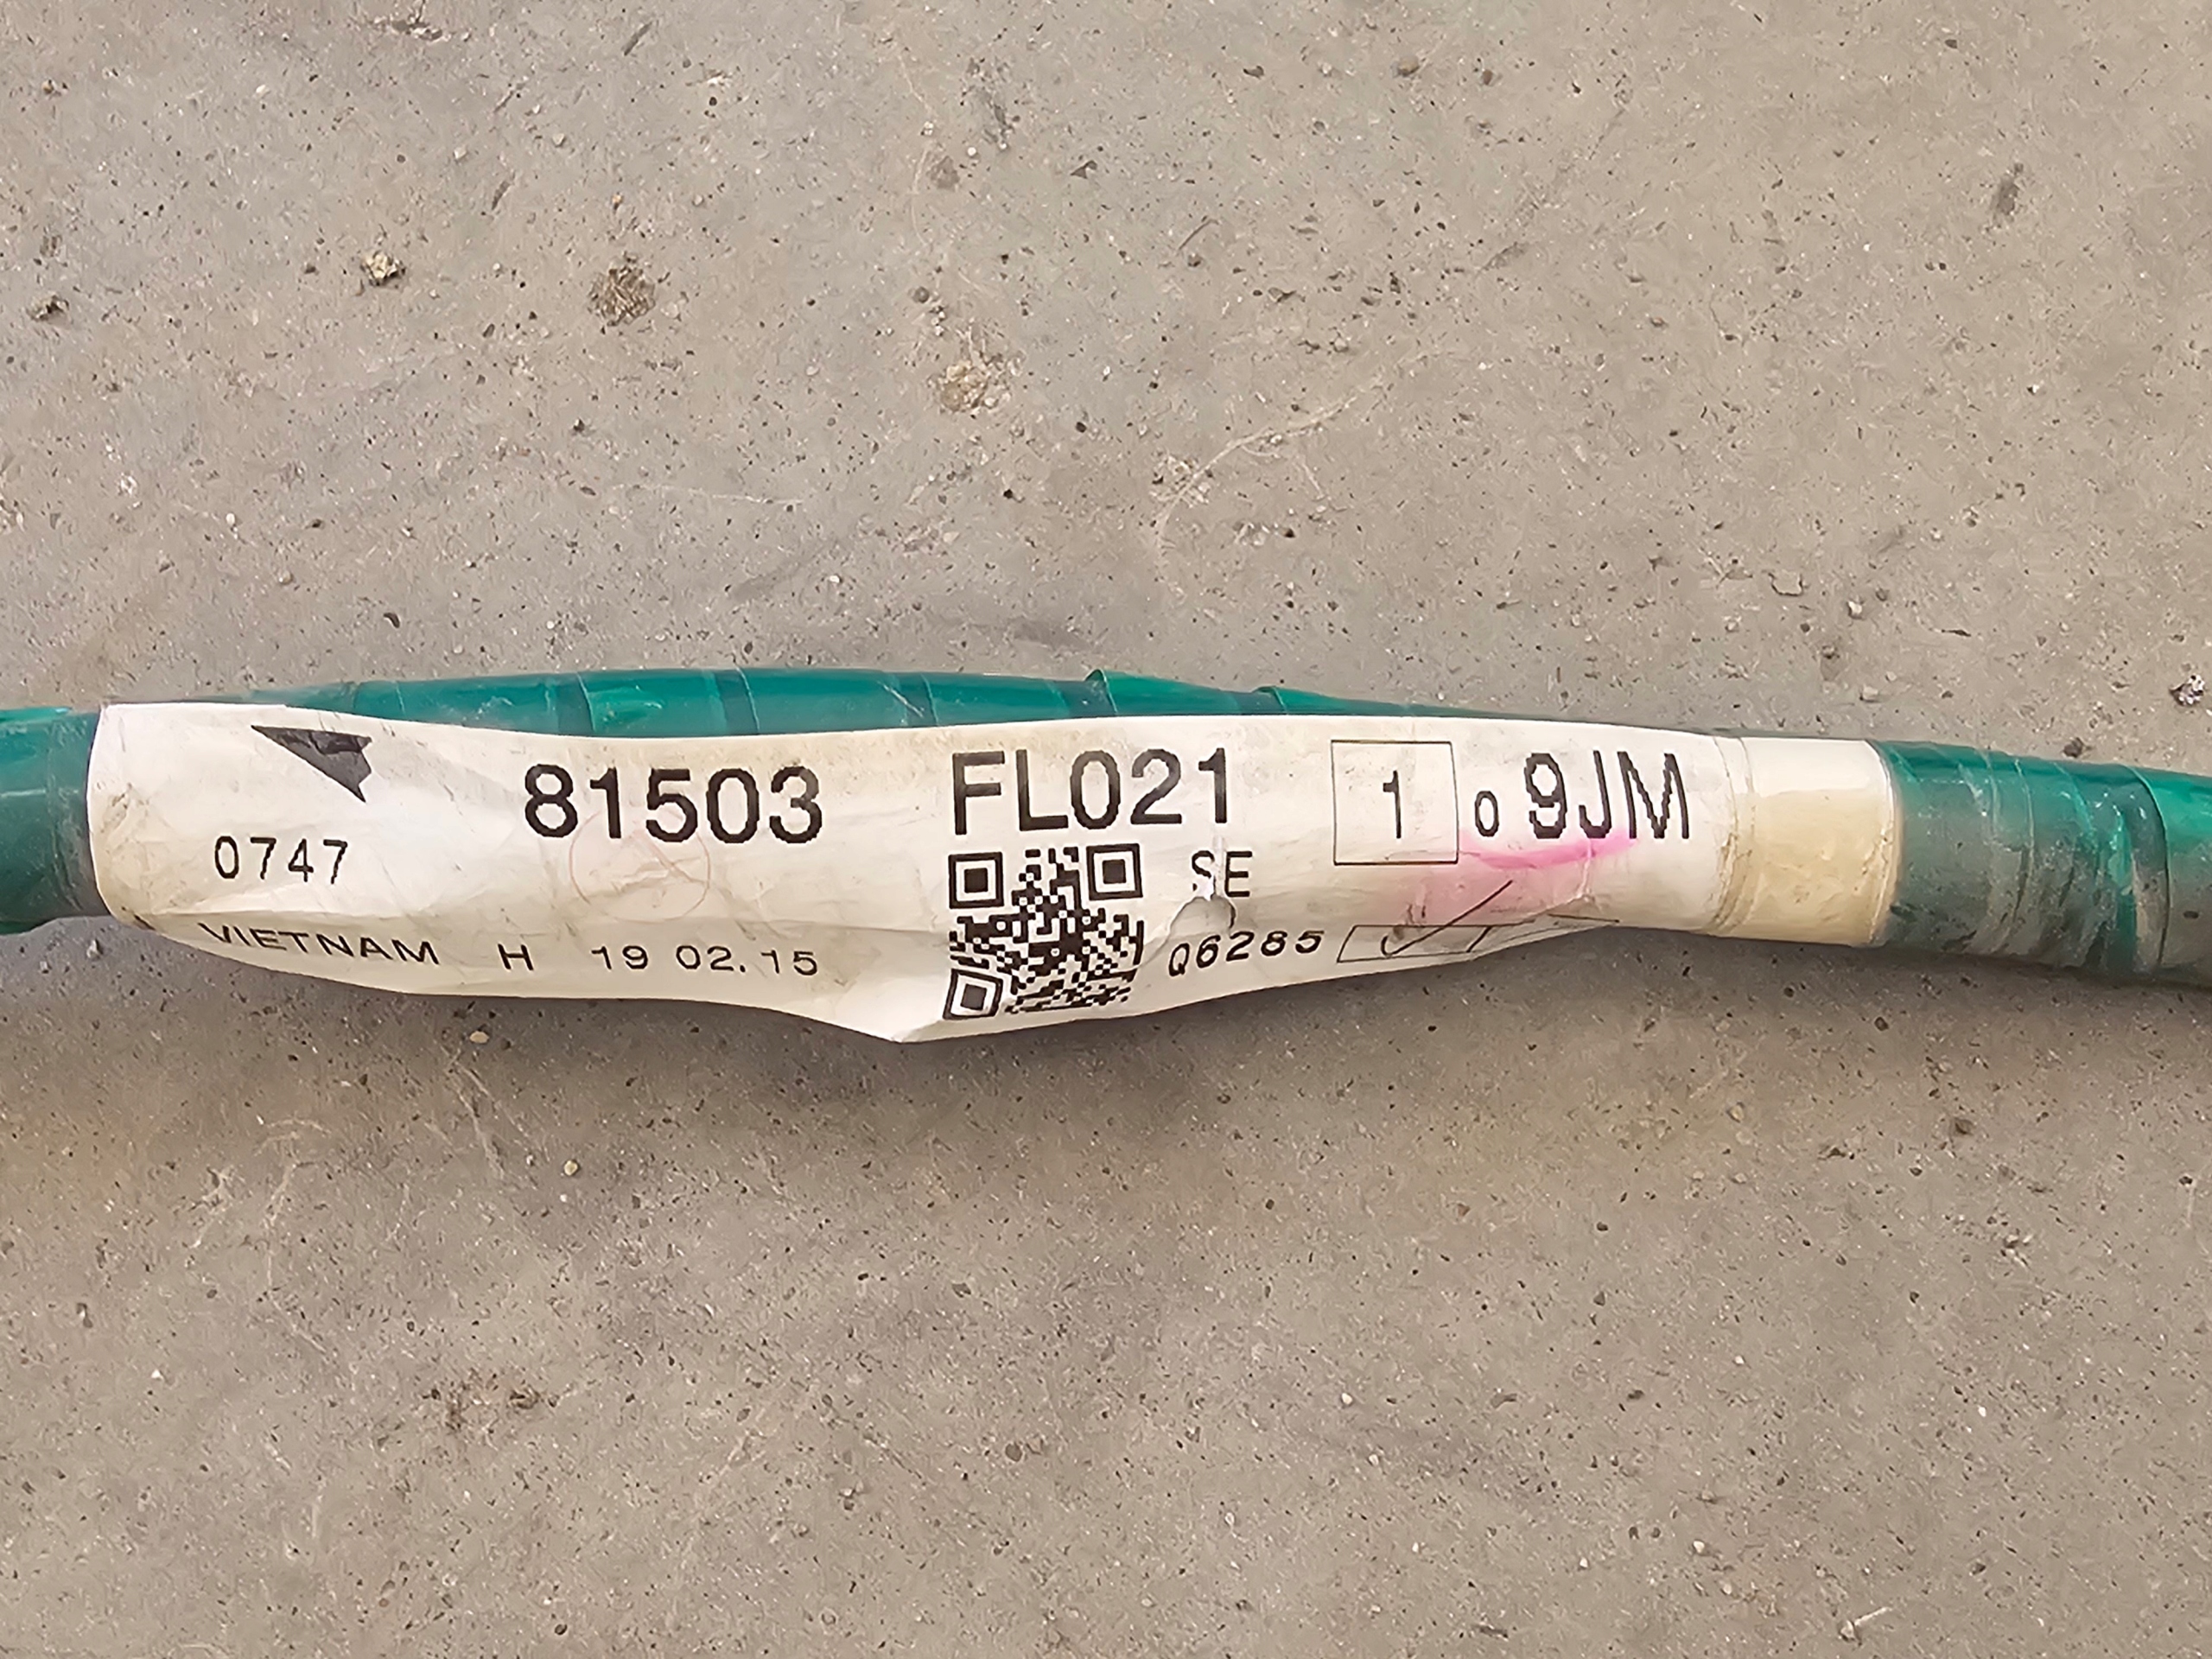 81503 FL021 1 o 9JM
0747 SE
VIETNAM H 19 02.15 Q6285